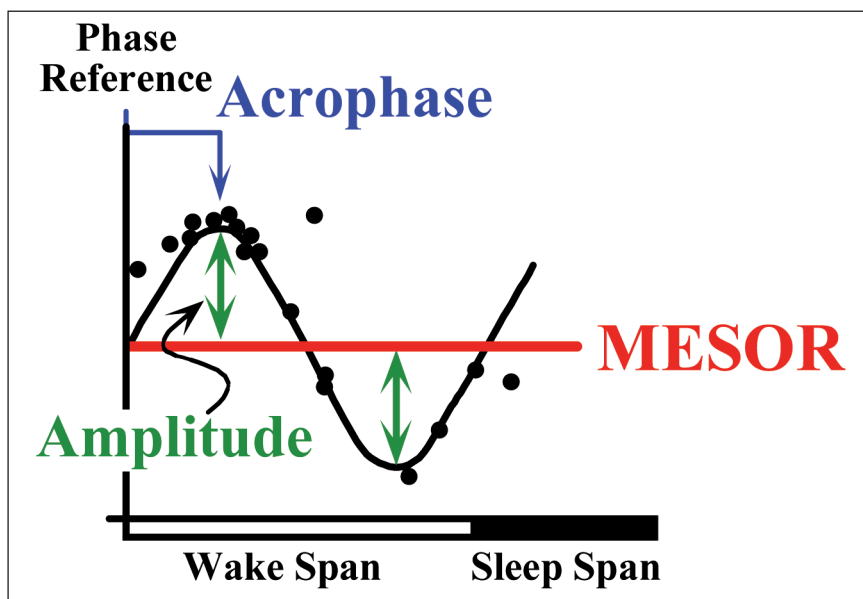 Phase
Reference
Acrophase
MESOR
Amplitude
Wake Span
Sleep Span